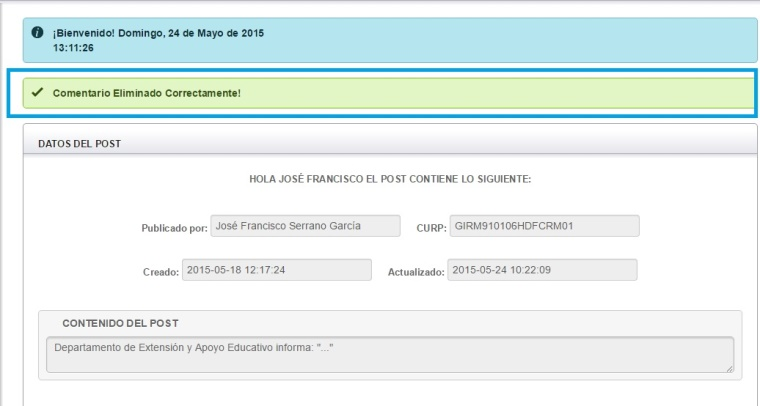 ¡Bienvenido! Domingo, 24 de Mayo de 2015
13:11:26
Comentario Eliminado Correctamente!
DATOS DEL POST
HOLA JOSÉ FRANCISCO EL POST CONTIENE LO SIGUIENTE:
Publicado por: José Francisco Serrano García CURP: GIRM910106HDFCRM01
Creado: 2015-05-18 12:17:24 Actualizado: 2015-05-24 10:22:09
CONTENIDO DEL POST
Departamento de Extensión y Apoyo Educativo informa: "..."